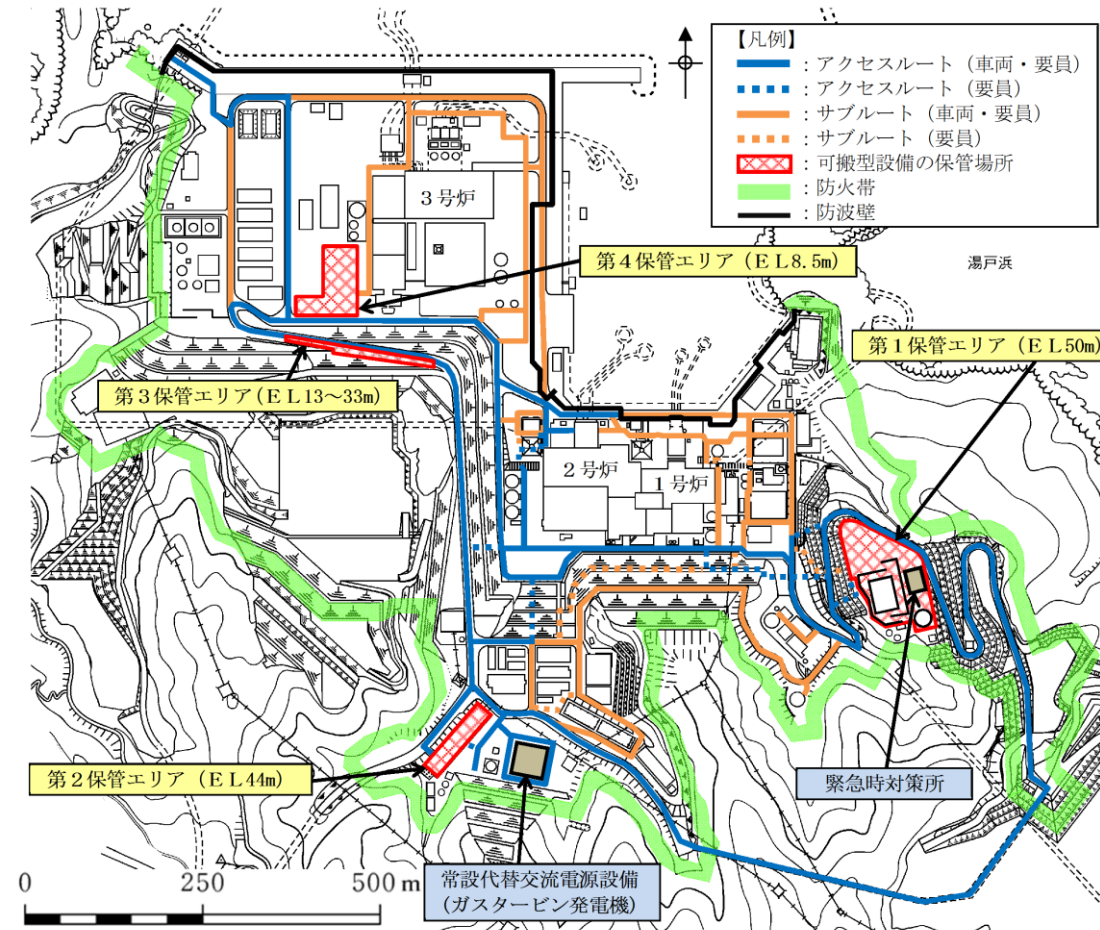 【凡例】
：アクセスルート（車両・要員）
：アクセスルート（要員）
：サブルート（車両・要員）
：サブルート（要員）
：可搬型設備の保管場所
：防火帯
：防波壁
３号炉
第４保管エリア（ＥＬ8.5m）
湯戸浜
第１保管エリア（ＥＬ50m）
第３保管エリア（ＥＬ13～33m）
２号炉
１号炉
第２保管エリア（ＥＬ44m）
緊急時対策所
常設代替交流電源設備
（ガスタービン発電機）
0 250 500 m